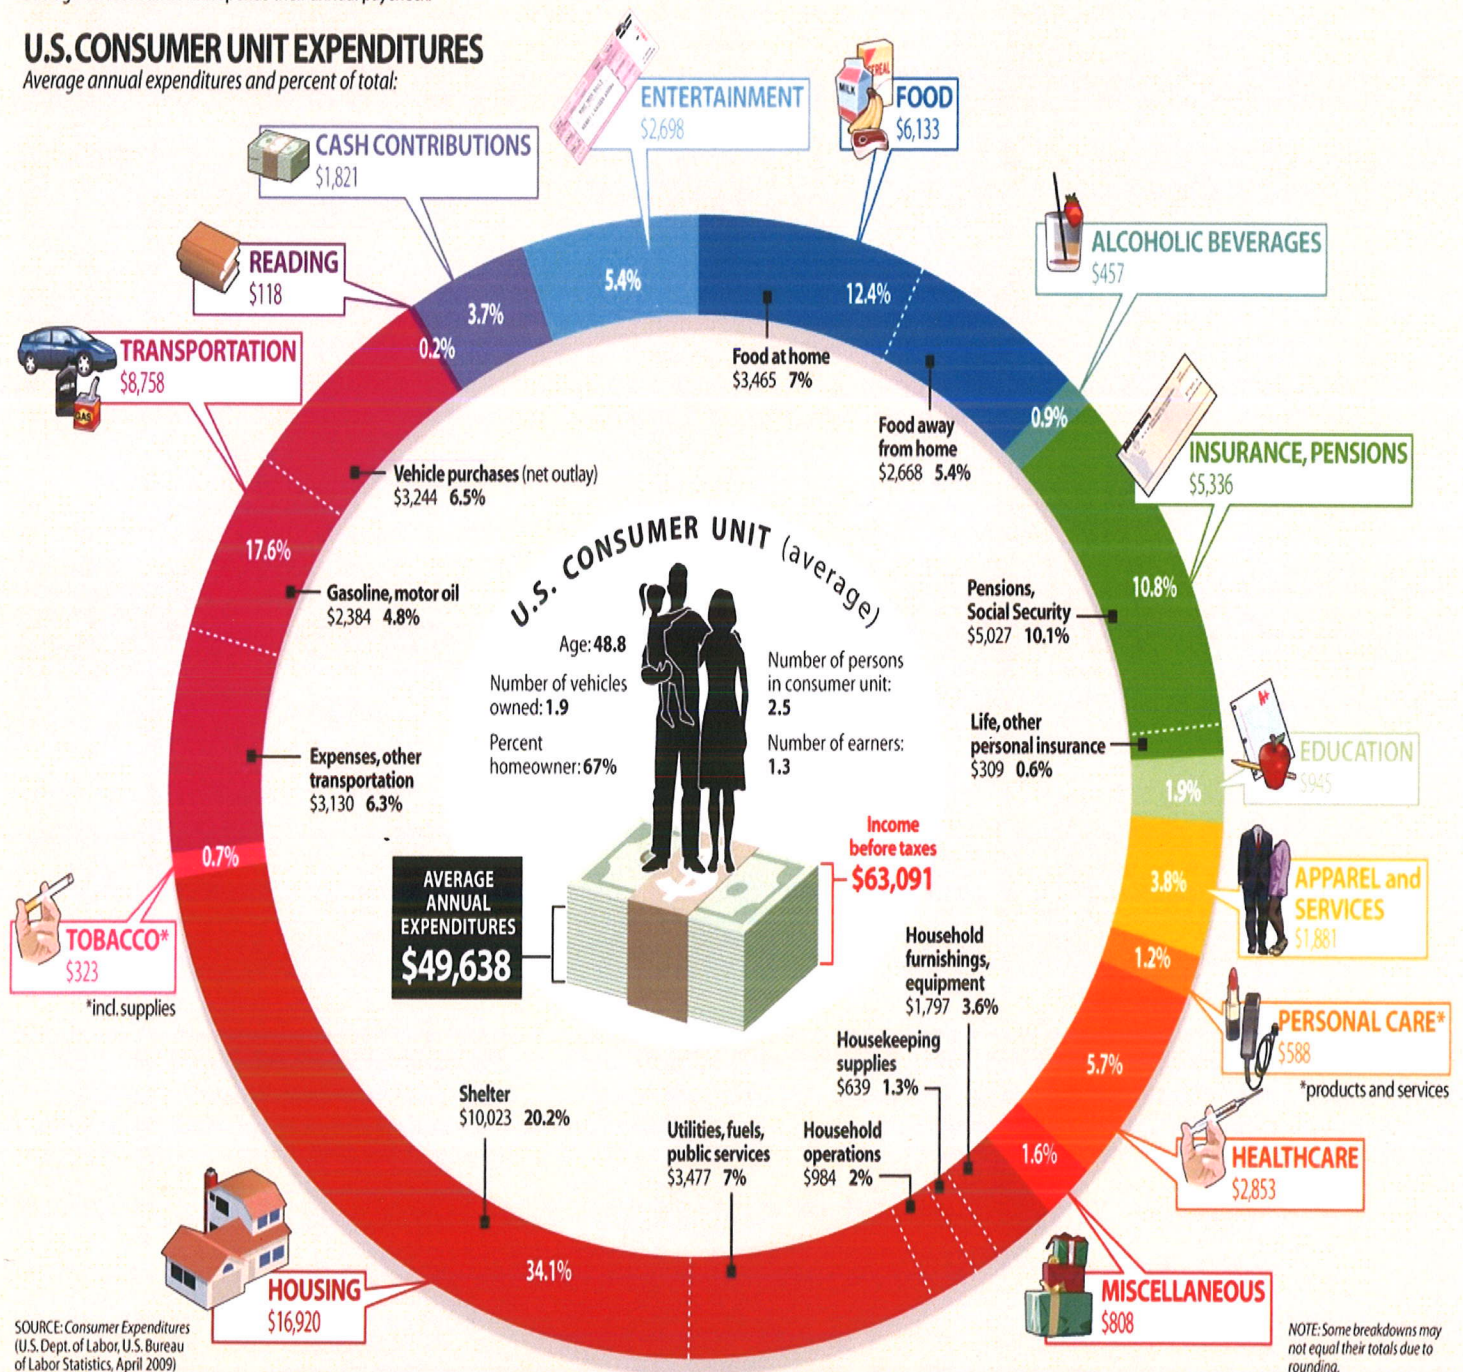 U.S. CONSUMER UNIT EXPENDITURES
Average annual expenditures and percent of total:
ENTERTAINMENT
$2,698
FOOD
$6,133
CEREAL
MILK
CASH CONTRIBUTIONS
$1,821
READING
$118
TRANSPORTATION
$8,758
GAS
ALCOHOLIC BEVERAGES
$457
INSURANCE, PENSIONS
$5,336
5.4%
12.4%
3.7%
0.2%
0.9%
Food at home
$3,465 7%
Food away
from home
$2,668 5.4%
Vehicle purchases (net outlay)
$3,244 6.5%
17.6%
Gasoline, motor oil
$2,384 4.8%
Expenses, other
transportation
$3,130 6.3%
0.7%
TOBACCO*
$323
*incl. supplies
U.S. CONSUMER UNIT (average)
Age: 48.8
Number of vehicles
owned: 1.9
Percent
homeowner: 67%
Number of persons
in consumer unit:
2.5
Number of earners:
1.3
Income
before taxes
$63,091
AVERAGE
ANNUAL
EXPENDITURES
$49,638
Pensions,
Social Security
$5,027 10.1%
10.8%
Life, other
personal insurance
$309 0.6%
A+
EDUCATION
$945
1.9%
3.8%
APPAREL and
SERVICES
$1,881
1.2%
PERSONAL CARE*
$588
*products and services
5.7%
HEALTHCARE
$2,853
1.6%
MISCELLANEOUS
$808
Household
furnishings,
equipment
$1,797 3.6%
Housekeeping
supplies
$639 1.3%
Household
operations
$984 2%
Utilities, fuels,
public services
$3,477 7%
Shelter
$10,023 20.2%
34.1%
HOUSING
$16,920
SOURCE: Consumer Expenditures
(U.S. Dept. of Labor, U.S. Bureau
of Labor Statistics, April 2009)
NOTE: Some breakdowns may
not equal their totals due to
rounding.